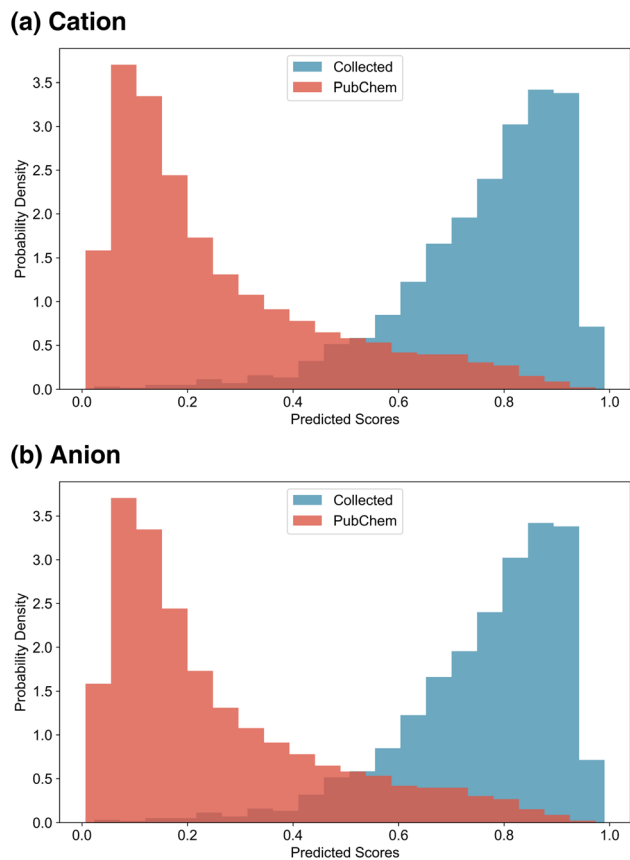 (a) Cation
Collected
PubChem
3.5
3.0
2.5
2.0
1.5
1.0
0.5
0.0
Probability Density
0.0 0.2 0.4 0.6 0.8 1.0
Predicted Scores
(b) Anion
Collected
PubChem
3.5
3.0
2.5
2.0
1.5
1.0
0.5
0.0
Probability Density
0.0 0.2 0.4 0.6 0.8 1.0
Predicted Scores